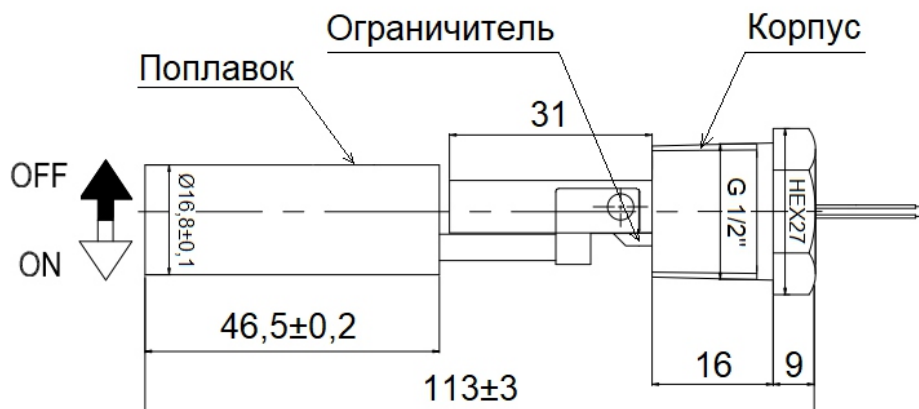 Ограничитель
Корпус
Поплавок
31
OFF
ON
Ø16,8±0,1
G 1/2"
HEX27
46,5±0,2
16
9
113±3